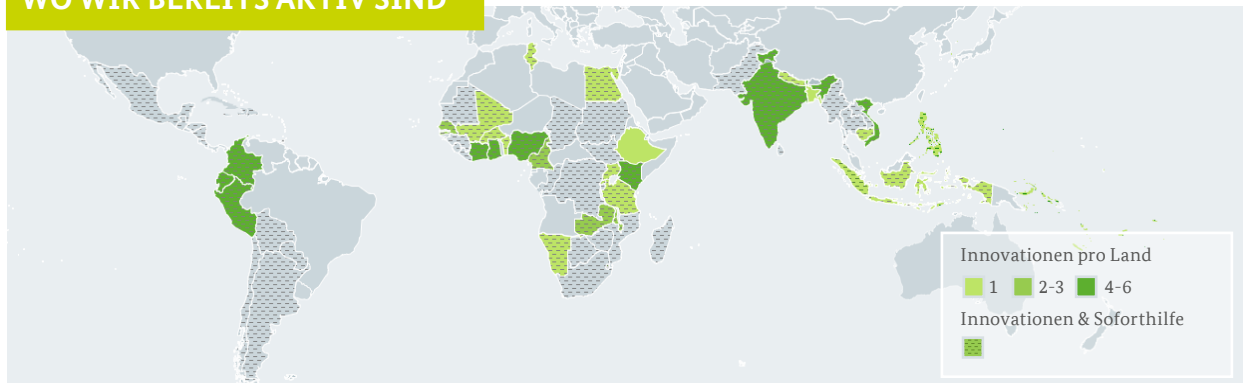 WO WIR BEREITS AKTIV SIND
Innovationen pro Land
1 2-3 4-6
Innovationen & Soforthilfe